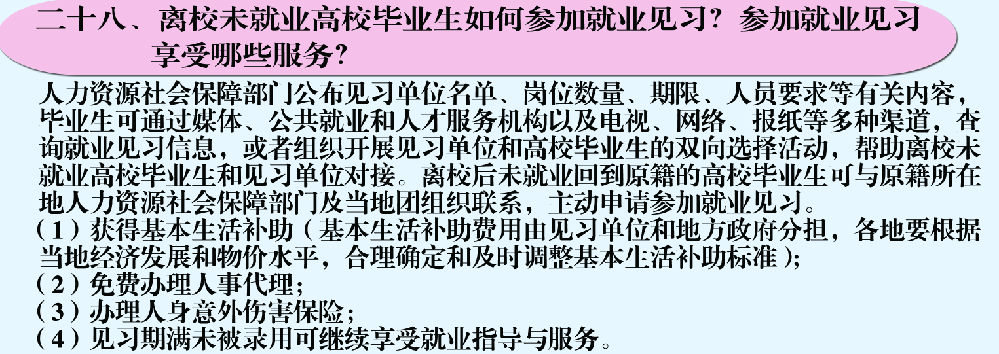 二十八、离校未就业高校毕业生如何参加就业见习？参加就业见习
享受哪些服务？
人力资源社会保障部门公布见习单位名单、岗位数量、期限、人员要求等有关内容，
毕业生可通过媒体、公共就业和人才服务机构以及电视、网络、报纸等多种渠道，查
询就业见习信息，或者组织开展见习单位和高校毕业生的双向选择活动，帮助离校未
就业高校毕业生和见习单位对接。离校后未就业回到原籍的高校毕业生可与原籍所在
地人力资源社会保障部门及当地团组织联系，主动申请参加就业见习。
（1）获得基本生活补助（基本生活补助费用由见习单位和地方政府分担，各地要根据
当地经济发展和物价水平，合理确定和及时调整基本生活补助标准）；
（2）免费办理人事代理；
（3）办理人身意外伤害保险；
（4）见习期满未被录用可继续享受就业指导与服务。